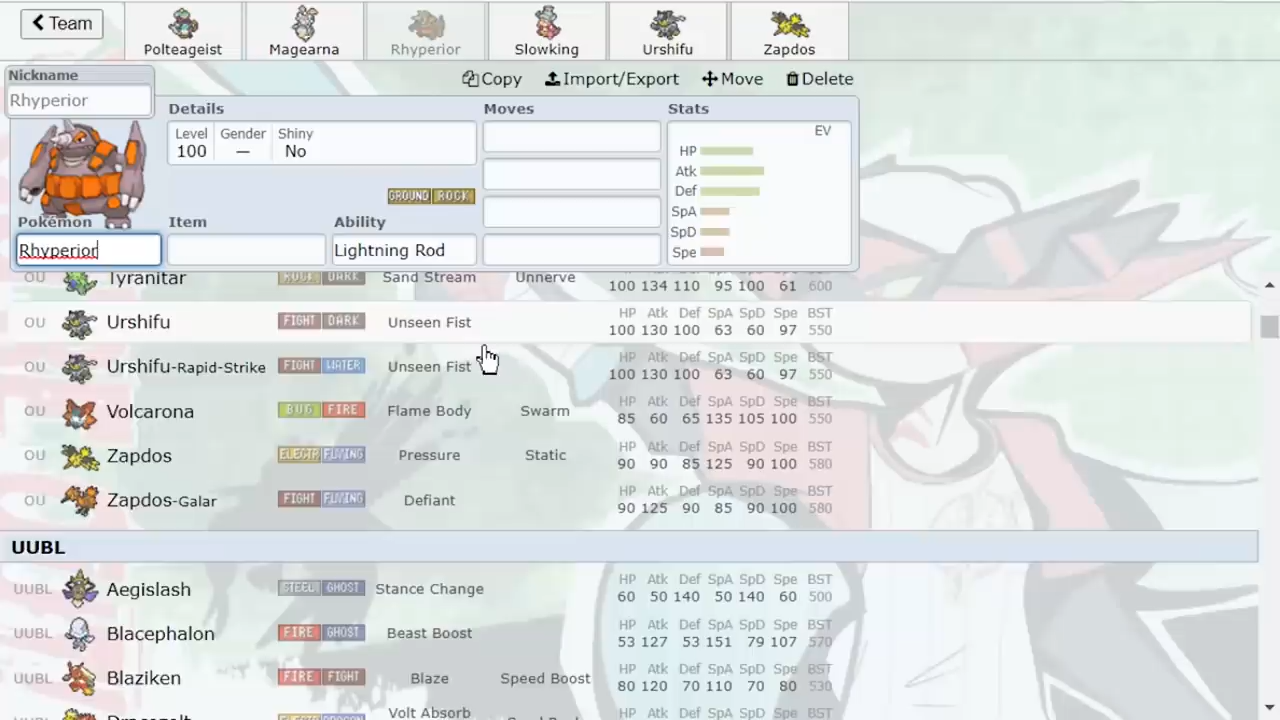 Team
Polteageist Magearna Rhyperior Slowking Urshifu Zapdos
Nickname
Rhyperior
Copy Import/Export Move Delete
Details Moves Stats
Level Gender Shiny
100 — No
EV
HP
Atk
Def
SpA
SpD
Spe
GROUND ROCK
Pokémon Item Ability
Rhyperior Lightning Rod
OU Tyranitar ROCK DARK Sand Stream Unnerve 100 134 110 95 100 61 600
HP Atk Def SpA SpD Spe BST
OU Urshifu FIGHT DARK Unseen Fist 100 130 100 63 60 97 550
HP Atk Def SpA SpD Spe BST
OU Urshifu-Rapid-Strike FIGHT WATER Unseen Fist 100 130 100 63 60 97 550
HP Atk Def SpA SpD Spe BST
OU Volcarona BUG FIRE Flame Body Swarm 85 60 65 135 105 100 550
HP Atk Def SpA SpD Spe BST
OU Zapdos ELECTR FLYING Pressure Static 90 90 85 125 90 100 580
HP Atk Def SpA SpD Spe BST
OU Zapdos-Galar FIGHT FLYING Defiant 90 125 90 85 90 100 580
UUBL
HP Atk Def SpA SpD Spe BST
UUBL Aegislash STEEL GHOST Stance Change 60 50 140 50 140 60 500
HP Atk Def SpA SpD Spe BST
UUBL Blacephalon FIRE GHOST Beast Boost 53 127 53 151 79 107 570
HP Atk Def SpA SpD Spe BST
UUBL Blaziken FIRE FIGHT Blaze Speed Boost 80 120 70 110 70 80 530
Volt Absorb HP Atk Def SpA SpD Spe BST